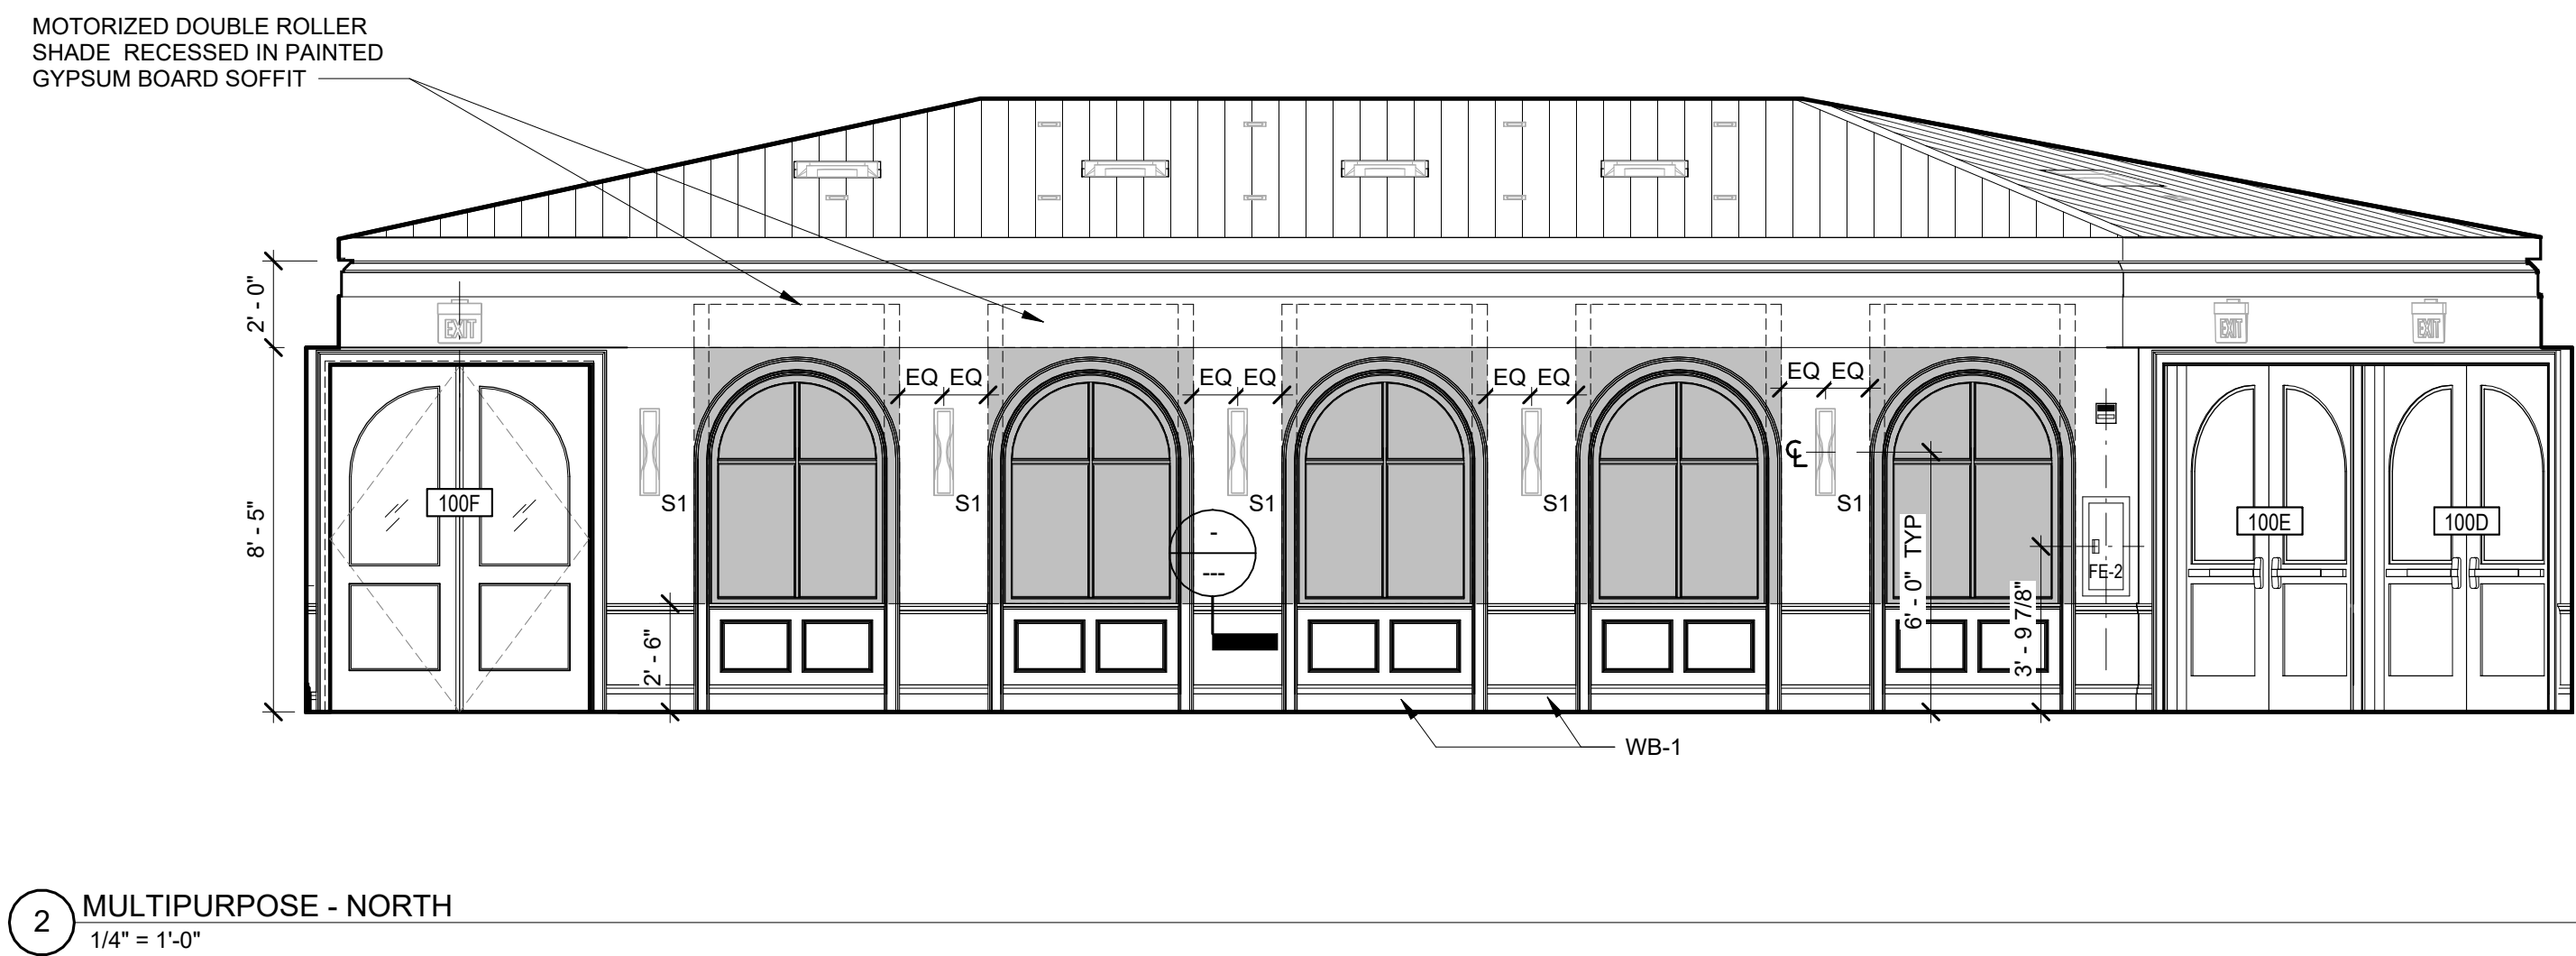 MOTORIZED DOUBLE ROLLER
SHADE RECESSED IN PAINTED
GYPSUM BOARD SOFFIT
2' - 0"
EXIT
EXIT
EXIT
8' - 5"
EQ EQ
EQ EQ
EQ EQ
EQ EQ
℄
100F
S1
S1
S1
S1
S1
100E
100D
-
---
6' - 0" TYP
FE-2
3' - 9 7/8"
2' - 6"
WB-1
2
MULTIPURPOSE - NORTH
1/4" = 1'-0"